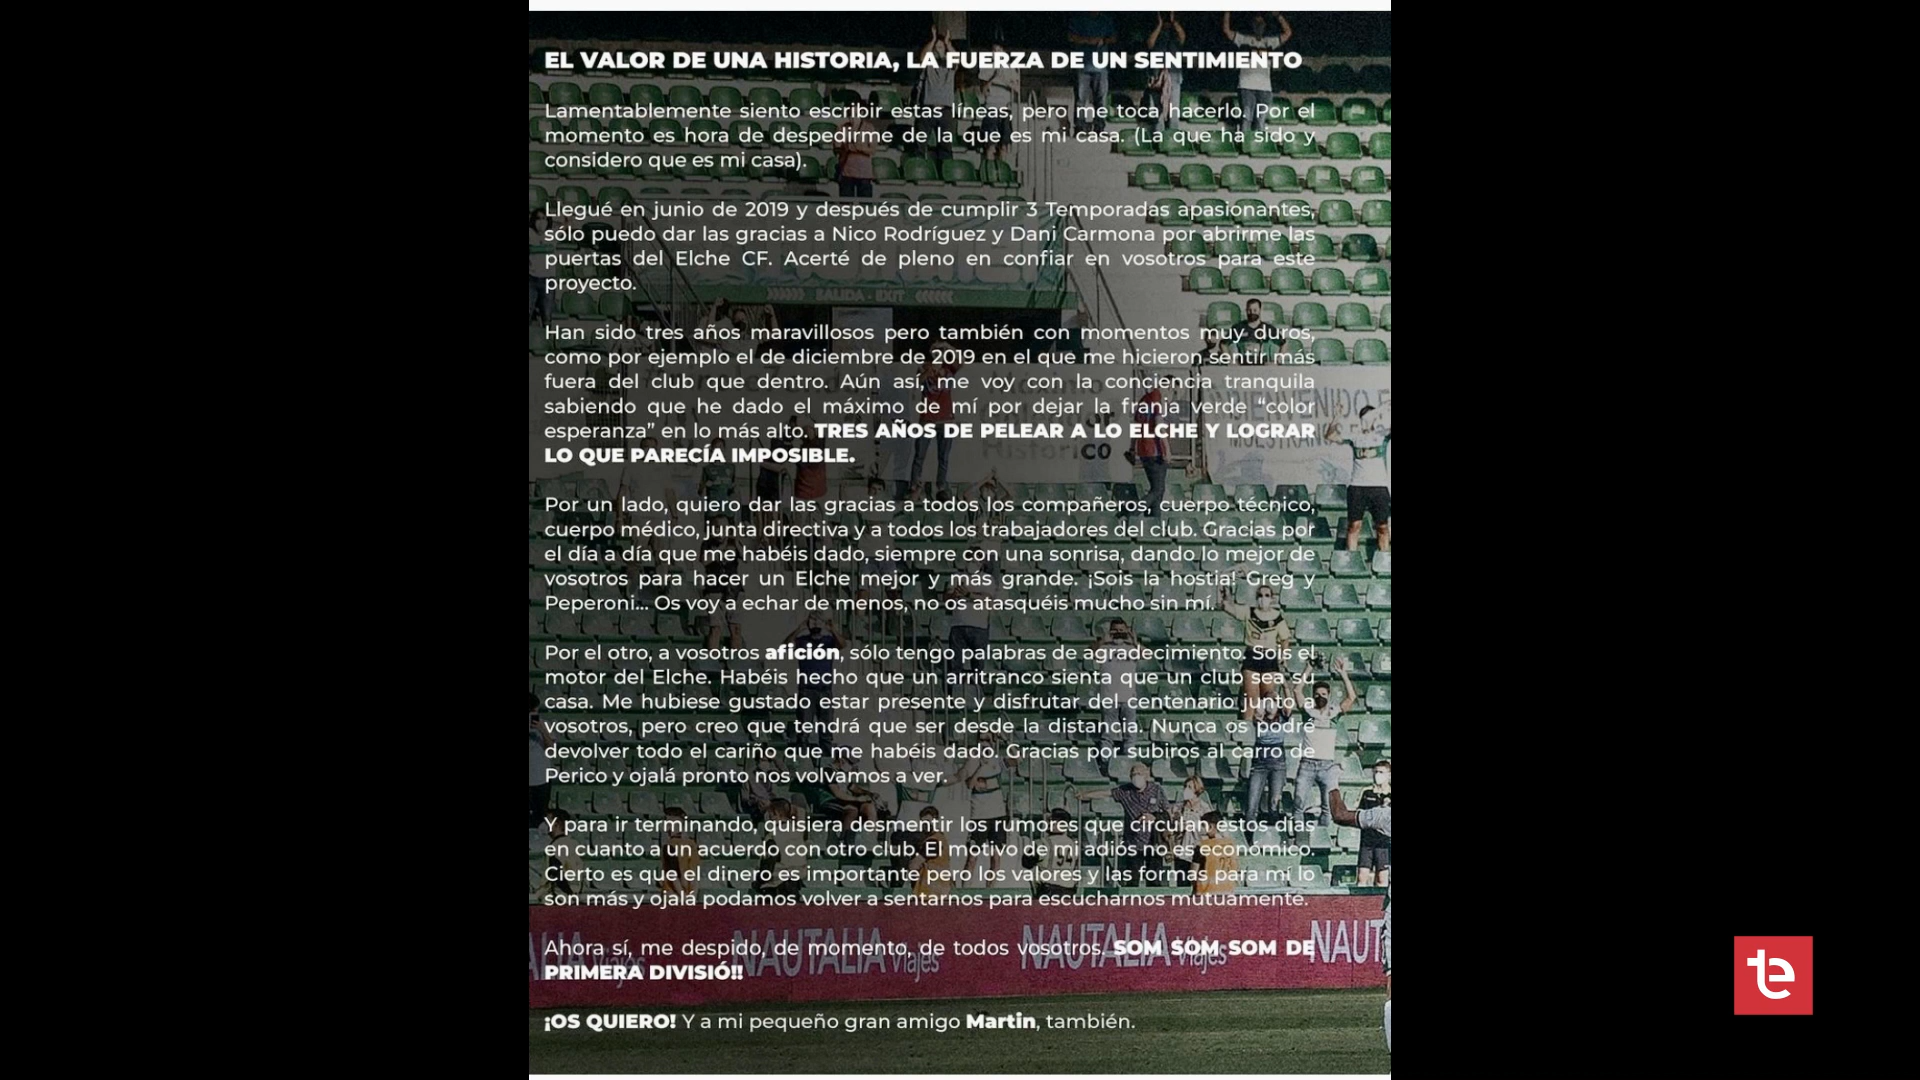 EL VALOR DE UNA HISTORIA, LA FUERZA DE UN SENTIMIENTO
Lamentablemente siento escribir estas líneas, pero me toca hacerlo. Por el
momento es hora de despedirme de la que es mi casa. (La que ha sido y
considero que es mi casa).
Llegué en junio de 2019 y después de cumplir 3 Temporadas apasionantes,
sólo puedo dar las gracias a Nico Rodríguez y Dani Carmona por abrirme las
puertas del Elche CF. Acerté de pleno en confiar en vosotros para este
proyecto.
SALIDA - EXIT
Han sido tres años maravillosos pero también con momentos muy duros,
como por ejemplo el de diciembre de 2019 en el que me hicieron sentir más
fuera del club que dentro. Aún así, me voy con la conciencia tranquila
sabiendo que he dado el máximo de mí por dejar la franja verde “color
esperanza” en lo más alto. TRES AÑOS DE PELEAR A LO ELCHE Y LOGRAR
LO QUE PARECÍA IMPOSIBLE.
Por un lado, quiero dar las gracias a todos los compañeros, cuerpo técnico,
cuerpo médico, junta directiva y a todos los trabajadores del club. Gracias por
el día a día que me habéis dado, siempre con una sonrisa, dando lo mejor de
vosotros para hacer un Elche mejor y más grande. ¡Sois la hostia! Greg y
Peperoni... Os voy a echar de menos, no os atasquéis mucho sin mí.
Por el otro, a vosotros afición, sólo tengo palabras de agradecimiento. Sois el
motor del Elche. Habéis hecho que un arritranco sienta que un club sea su
casa. Me hubiese gustado estar presente y disfrutar del centenario junto a
vosotros, pero creo que tendrá que ser desde la distancia. Nunca os podré
devolver todo el cariño que me habéis dado. Gracias por subiros al carro de
Perico y ojalá pronto nos volvamos a ver.
Y para ir terminando, quisiera desmentir los rumores que circulan estos días
en cuanto a un acuerdo con otro club. El motivo de mi adiós no es económico.
Cierto es que el dinero es importante pero los valores y las formas para mí lo
son más y ojalá podamos volver a sentarnos para escucharnos mutuamente.
Ahora sí, me despido, de momento, de todos vosotros. SOM SOM SOM DE
PRIMERA DIVISIÓ!!
NAUTALIA Viajes NAUTALIA Viajes
¡OS QUIERO! Y a mi pequeño gran amigo Martin, también.
te